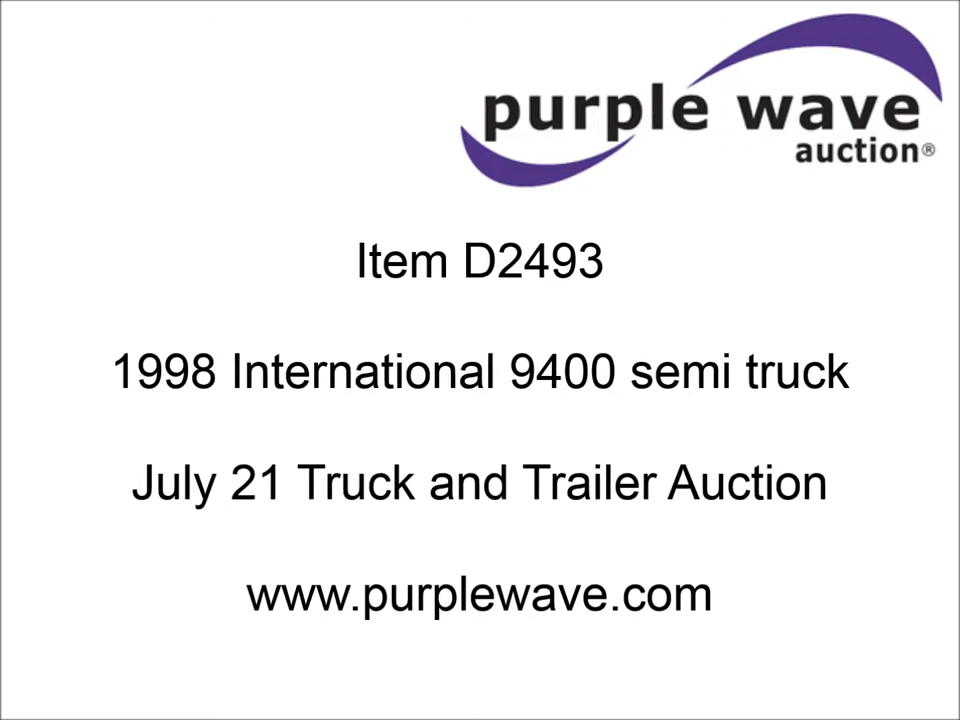 purple wave
auction®
Item D2493
1998 International 9400 semi truck
July 21 Truck and Trailer Auction
www.purplewave.com